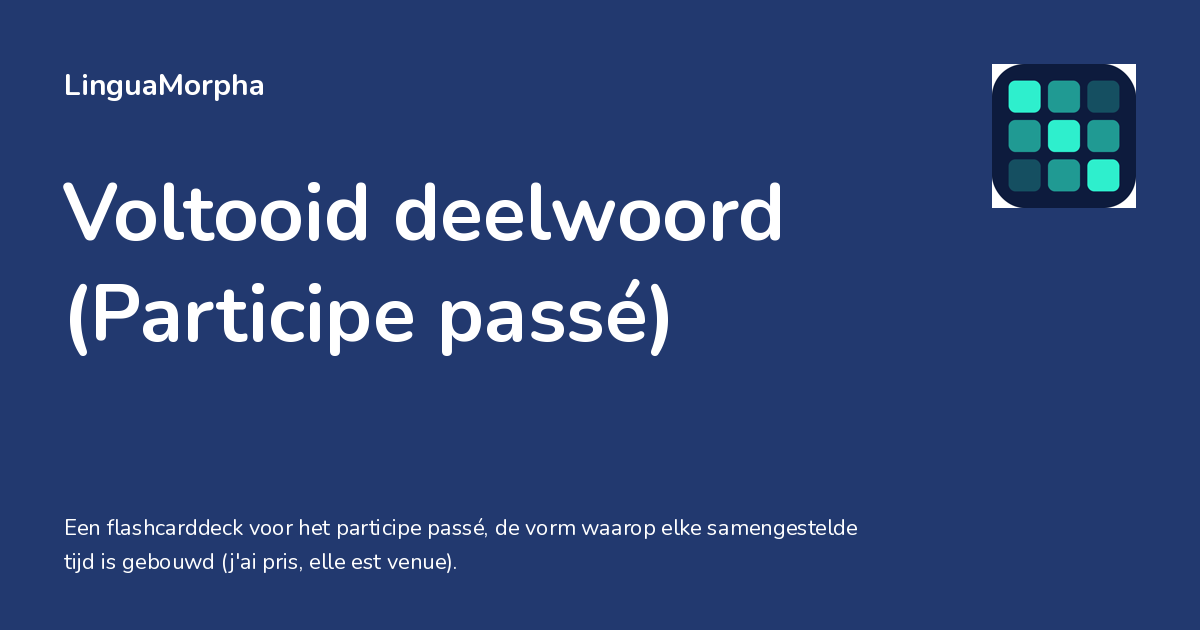 LinguaMorpha
Voltooid deelwoord
(Participe passé)
Een flashcarddeck voor het participe passé, de vorm waarop elke samengestelde
tijd is gebouwd (j'ai pris, elle est venue).